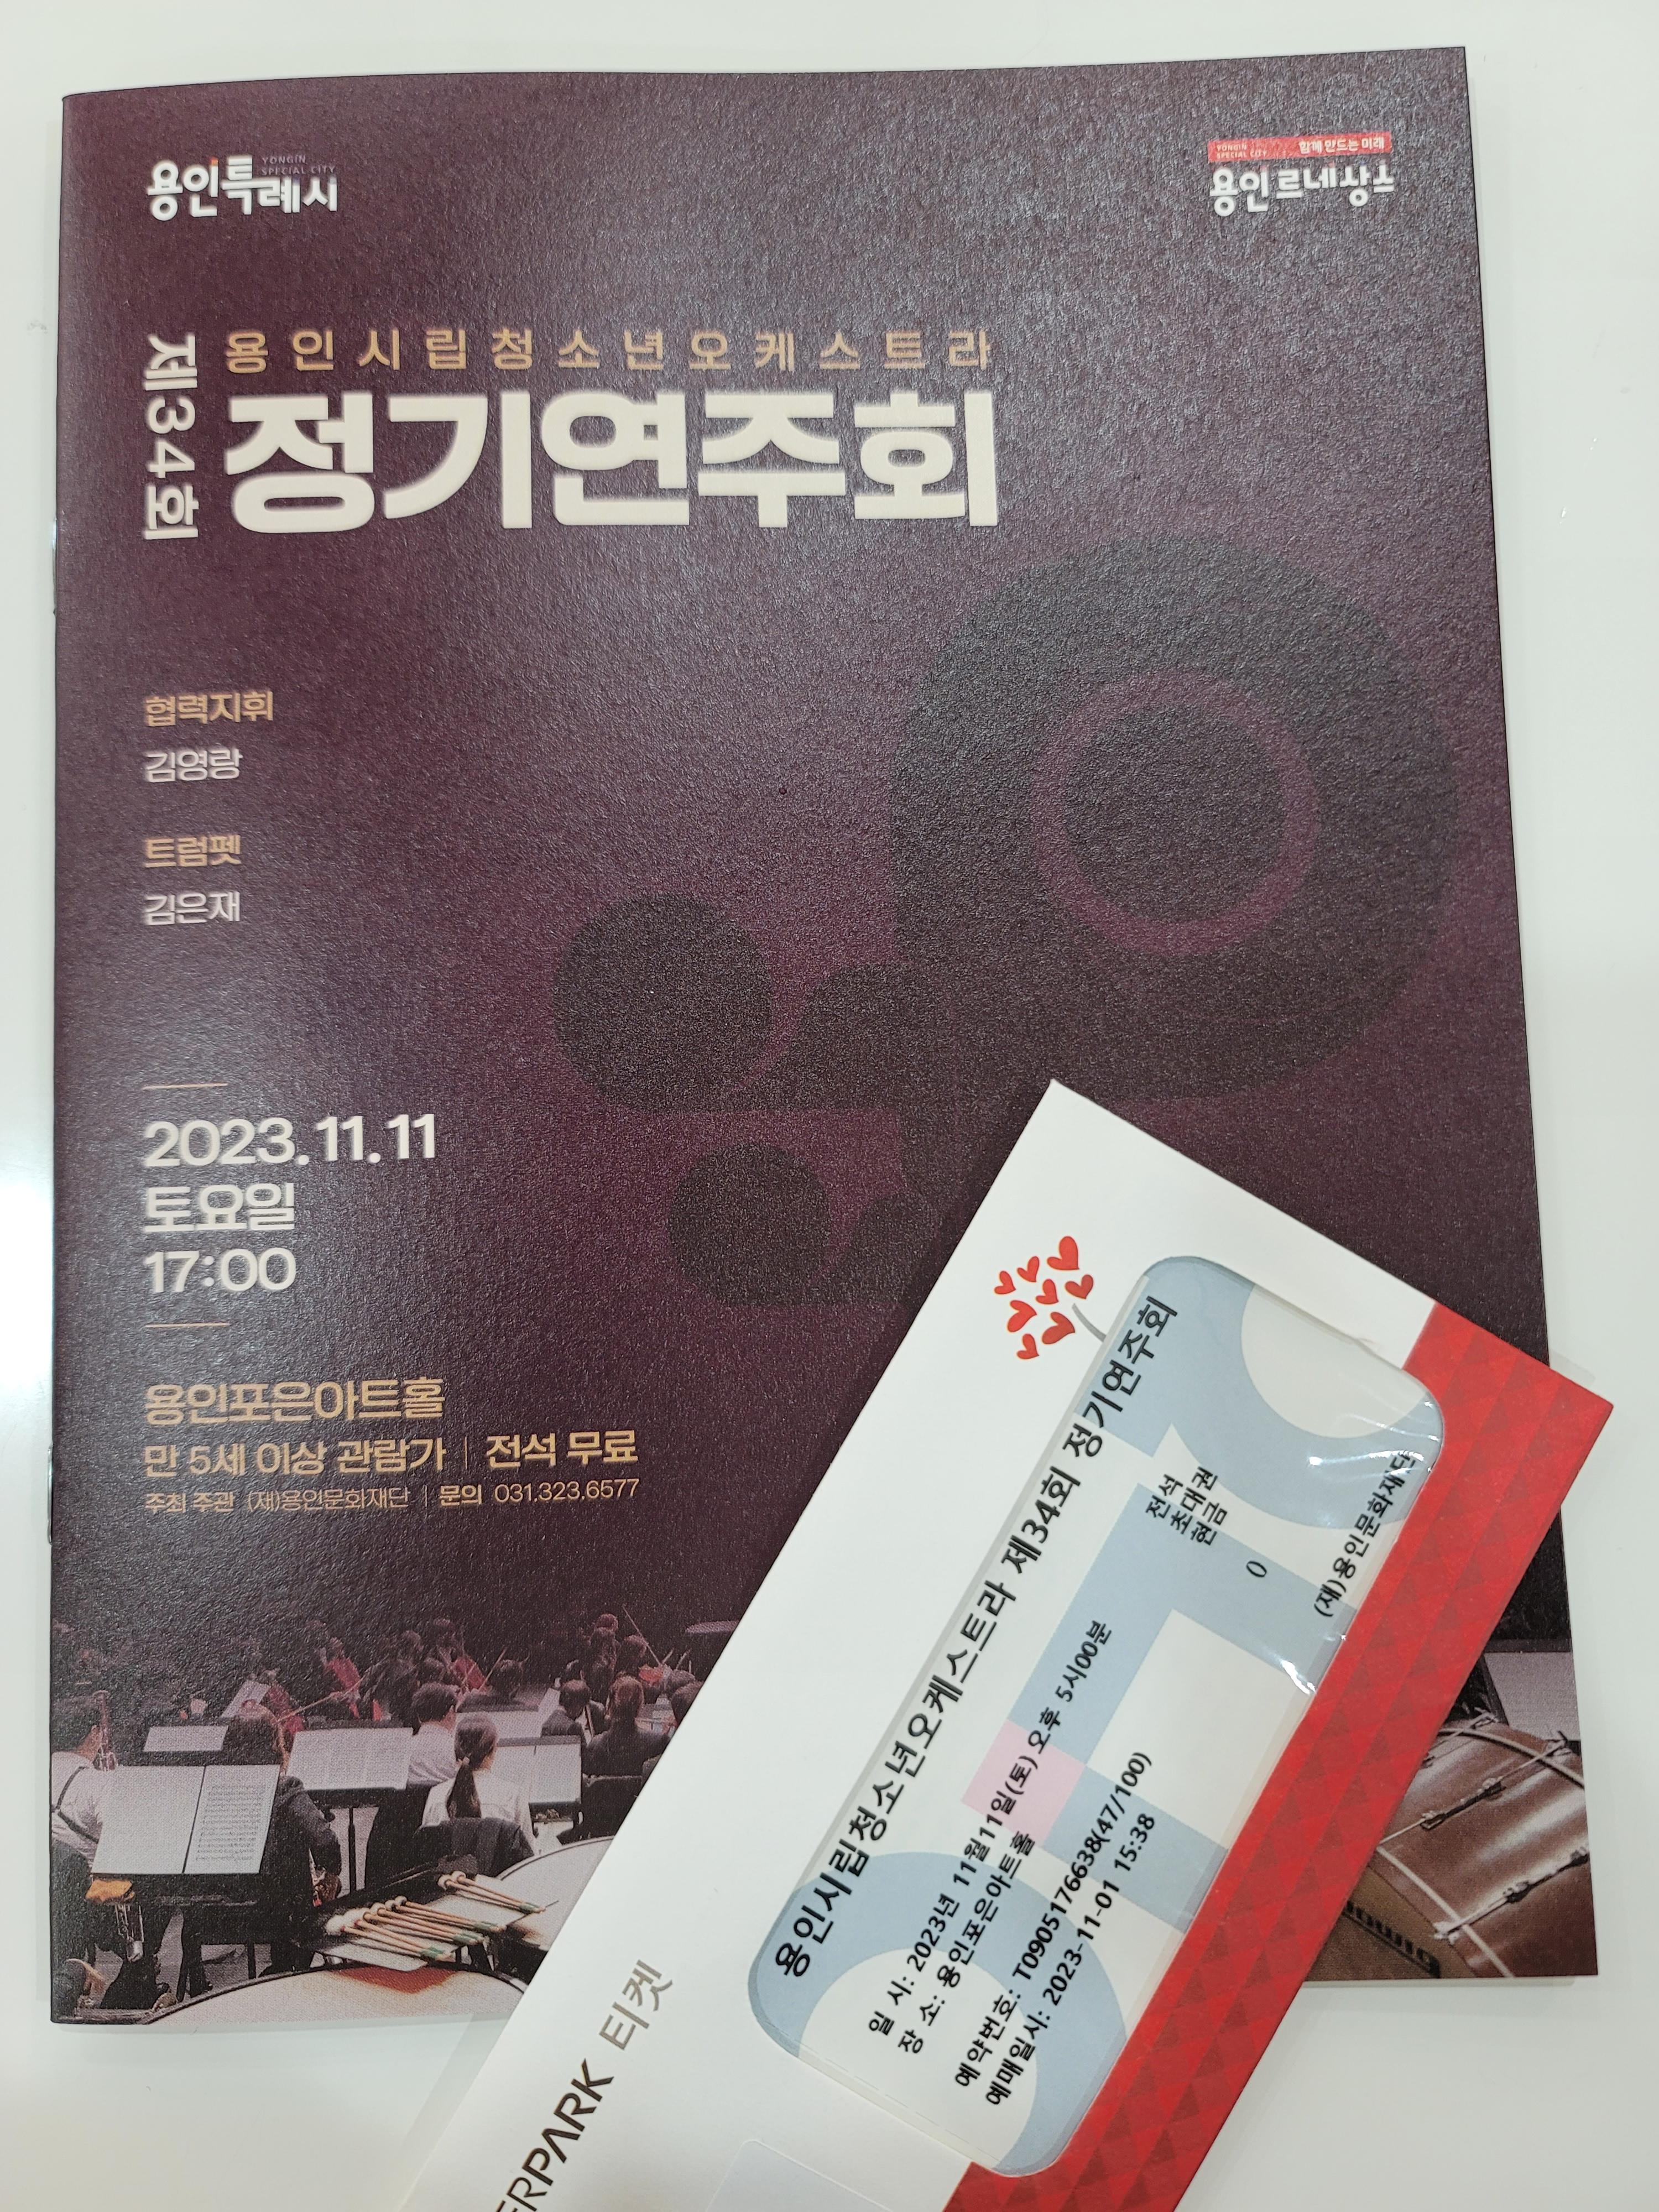 용인특례시
YONGIN
SPECIAL CITY
YONGIN
SPECIAL CITY
함께 만드는 미래
용인 르네상스
제34회
용인시립청소년오케스트라
정기연주회
협력지휘
김영랑
트럼펫
김은재
2023.11.11
토요일
17:00
용인포은아트홀
만 5세 이상 관람가 | 전석 무료
주최 주관 (재)용인문화재단 | 문의 031.323.6577
용인시립청소년오케스트라 제34회 정기연주회
일 시: 2023년 11월11일(토) 오후 5시00분
장 소: 용인포은아트홀
예약번호: T0905176638(47/100)
예매일시: 2023-11-01 15:38
전석
초대권
현금
0
(재)용인문화재단
ERPARK 티켓